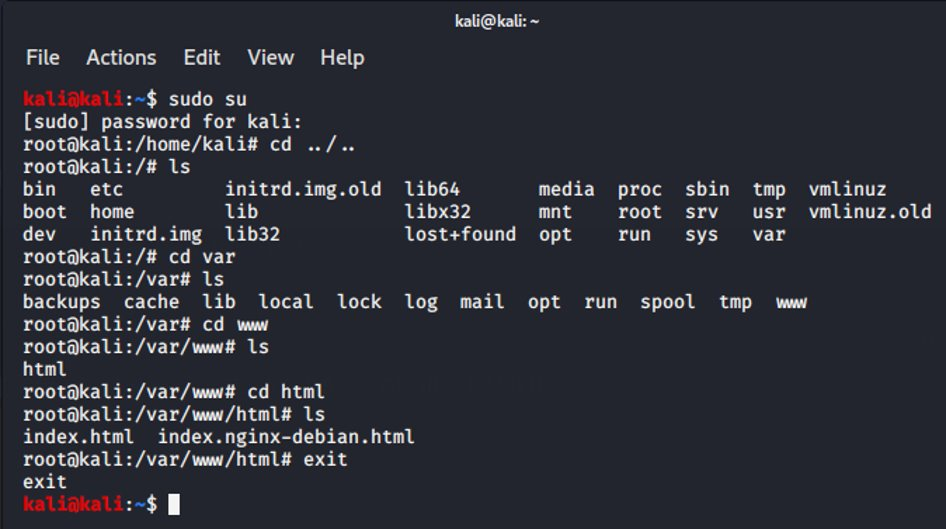 kali@kali: ~
File Actions Edit View Help
kali@kali:~$ sudo su
[sudo] password for kali:
root@kali:/home/kali# cd ../..
root@kali:/# ls
bin etc initrd.img.old lib64 media proc sbin tmp vmlinuz
boot home lib libx32 mnt root srv usr vmlinuz.old
dev initrd.img lib32 lost+found opt run sys var
root@kali:/# cd var
root@kali:/var# ls
backups cache lib local lock log mail opt run spool tmp www
root@kali:/var# cd www
root@kali:/var/www# ls
html
root@kali:/var/www# cd html
root@kali:/var/www/html# ls
index.html index.nginx-debian.html
root@kali:/var/www/html# exit
exit
kali@kali:~$